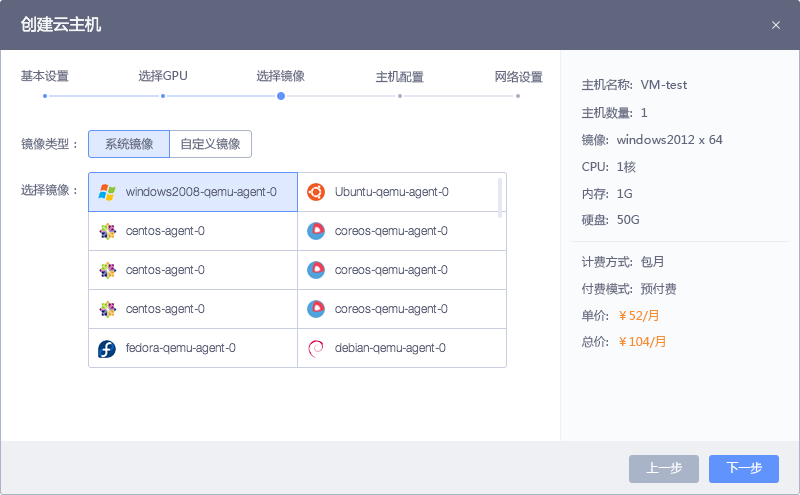 创建云主机
×
基本设置 选择GPU 选择镜像 主机配置 网络设置
镜像类型： 系统镜像 自定义镜像
选择镜像： windows2008-qemu-agent-0 Ubuntu-qemu-agent-0
centos-agent-0 coreos-qemu-agent-0
centos-agent-0 coreos-qemu-agent-0
centos-agent-0 coreos-qemu-agent-0
fedora-qemu-agent-0 debian-qemu-agent-0
主机名称: VM-test
主机数量: 1
镜像: windows2012 x 64
CPU: 1核
内存: 1G
硬盘: 50G
计费方式: 包月
付费模式: 预付费
单价: ￥52/月
总价: ￥104/月
上一步 下一步